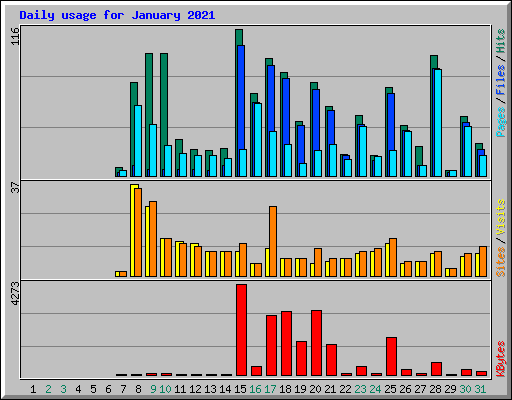 Daily usage for January 2021
116
Pages / Files / Hits
37
Sites / Visits
4273
KBytes
1 2 3 4 5 6 7 8 9 10 11 12 13 14 15 16 17 18 19 20 21 22 23 24 25 26 27 28 29 30 31